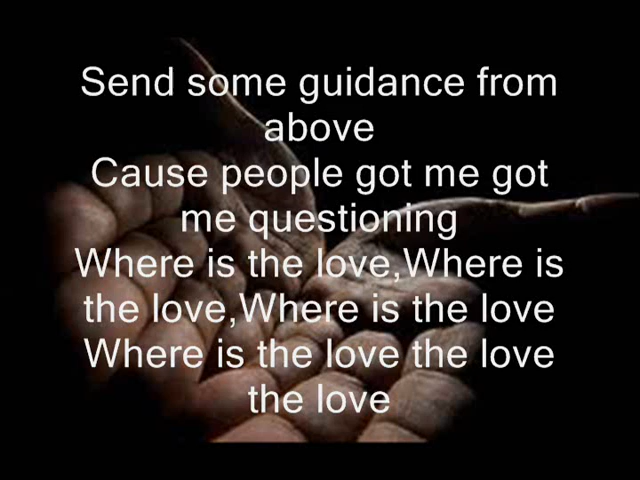 Send some guidance from
above
Cause people got me got
me questioning
Where is the love,Where is
the love,Where is the love
Where is the love the love
the love